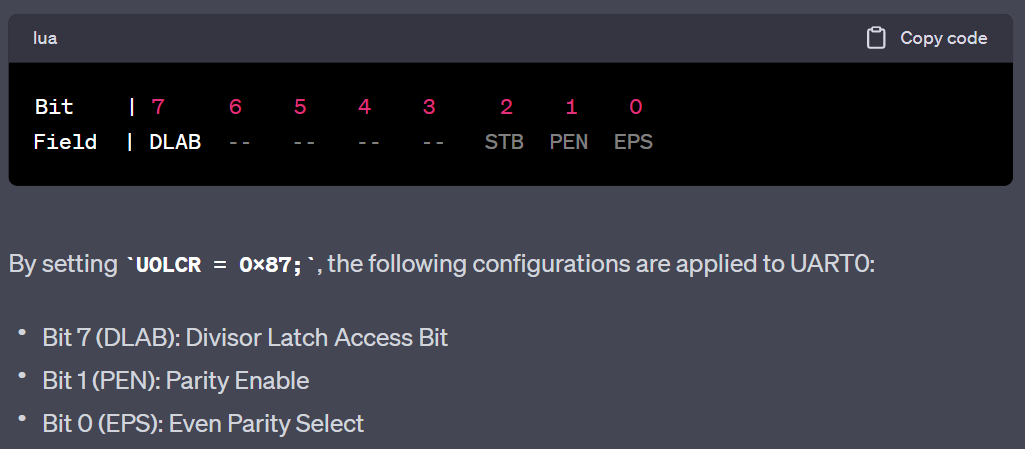 lua Copy code
Bit | 7 6 5 4 3 2 1 0
Field | DLAB -- -- -- -- STB PEN EPS
By setting `U0LCR = 0x87;`, the following configurations are applied to UART0:
• Bit 7 (DLAB): Divisor Latch Access Bit
• Bit 1 (PEN): Parity Enable
• Bit 0 (EPS): Even Parity Select